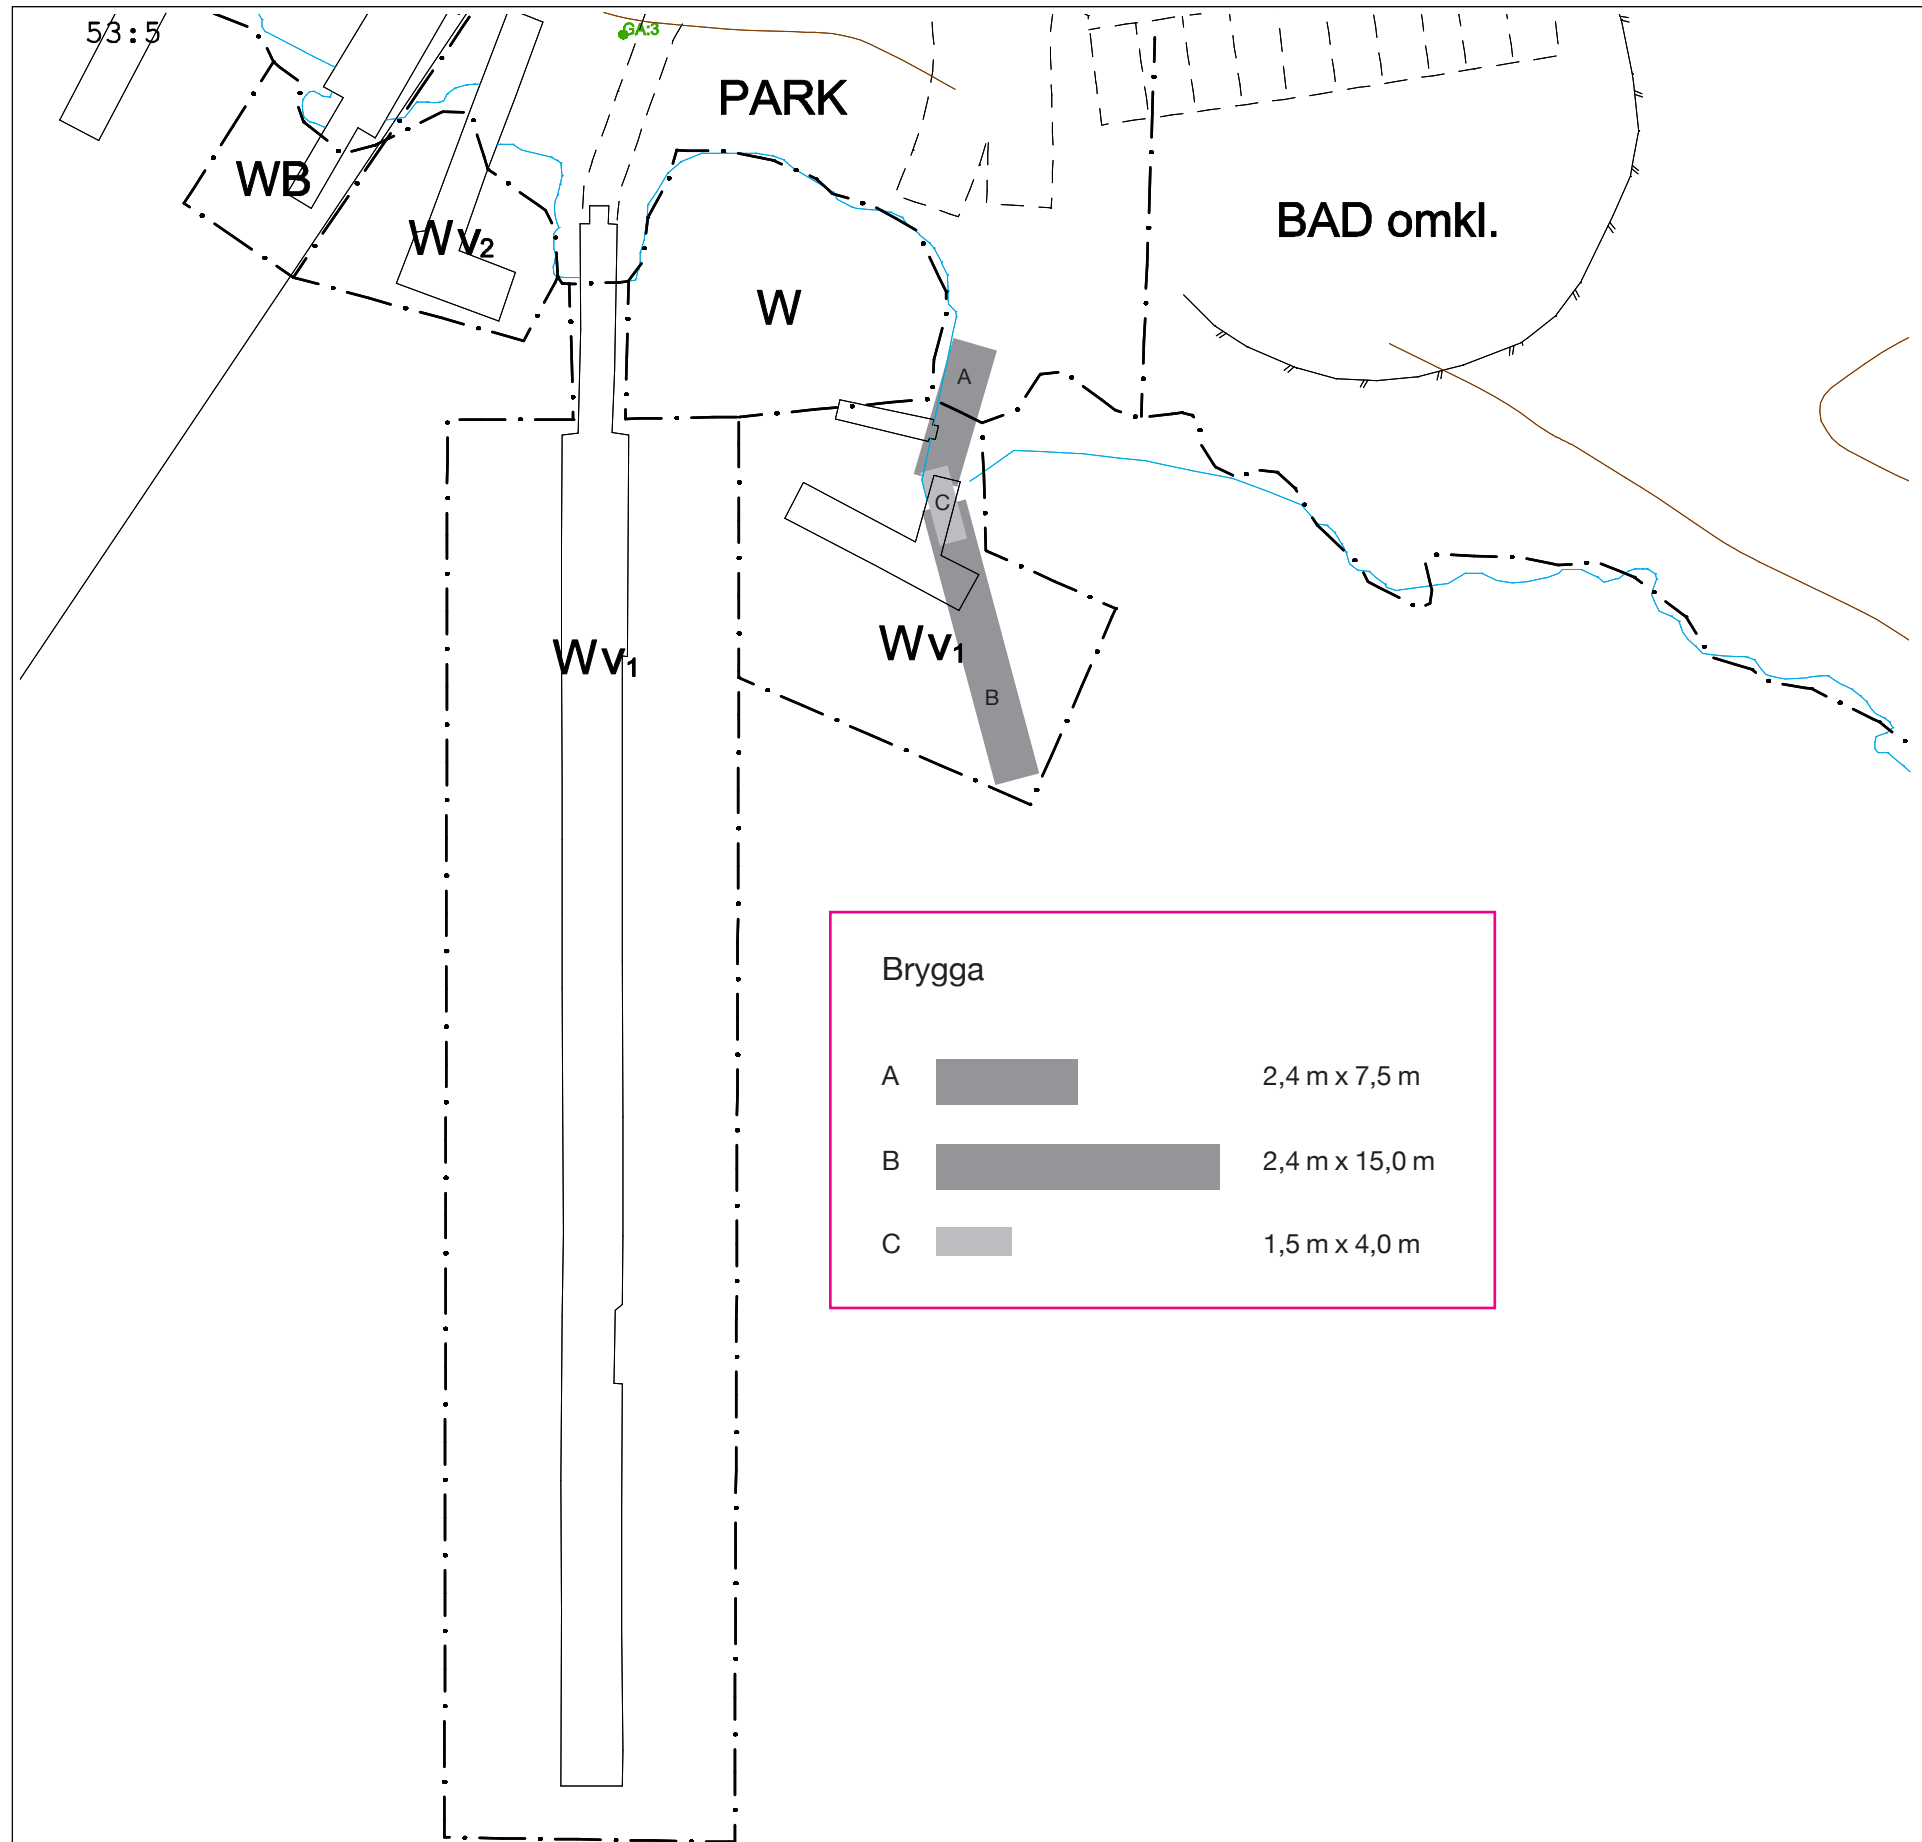 53:5
GA:3
PARK
WB
Wv₂
BAD omkl.
W
A
C
Wv₁
Wv₁
B
Brygga
A 2,4 m x 7,5 m
B 2,4 m x 15,0 m
C 1,5 m x 4,0 m